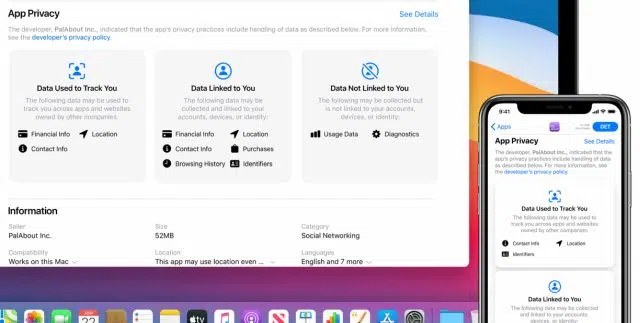 App Privacy
See Details
The developer, PalAbout Inc., indicated that the app's privacy practices include handling of data as described below. For more information,
see the developer's privacy policy.
Data Used to Track You
The following data may be used to
track you across apps and websites
owned by other companies:
Financial Info
Location
Contact Info
Data Linked to You
The following data may be
collected and linked to your
accounts, devices, or identity:
Financial Info
Location
Contact Info
Purchases
Browsing History
Identifiers
Data Not Linked to You
The following data may be collected but
is not linked to your accounts,
devices, or identity:
Usage Data
Diagnostics
Information
Seller
PalAbout Inc.
Size
52MB
Category
Social Networking
Compatibility
Works on this Mac
Location
This app may use location even ...
Languages
English and 7 more
JAN
22
tv
9:41
Apps
GET
App Privacy
See Details
The developer, PalAbout Inc., indicated that the
app's privacy practices include handling of data
as described below. For more information, see
the developer's privacy policy.
Data Used to Track You
The following data may be used to
track you across apps and websites
owned by other companies:
Contact Info
Location
Identifiers
Data Linked to You
The following data may be collected
and linked to your accounts,